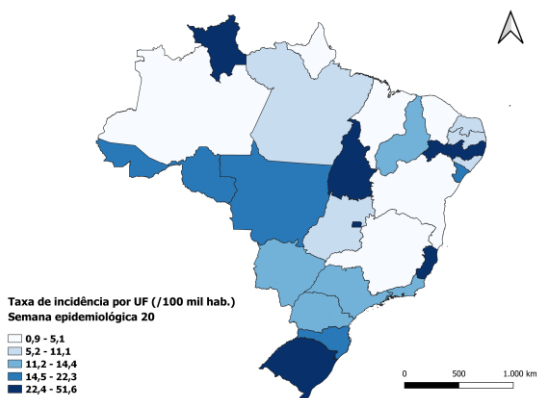 Taxa de incidência por UF (/100 mil hab.)
Semana epidemiológica 20
0,9 - 5,1
5,2 - 11,1
11,2 - 14,4
14,5 - 22,3
22,4 - 51,6
0 500 1.000 km